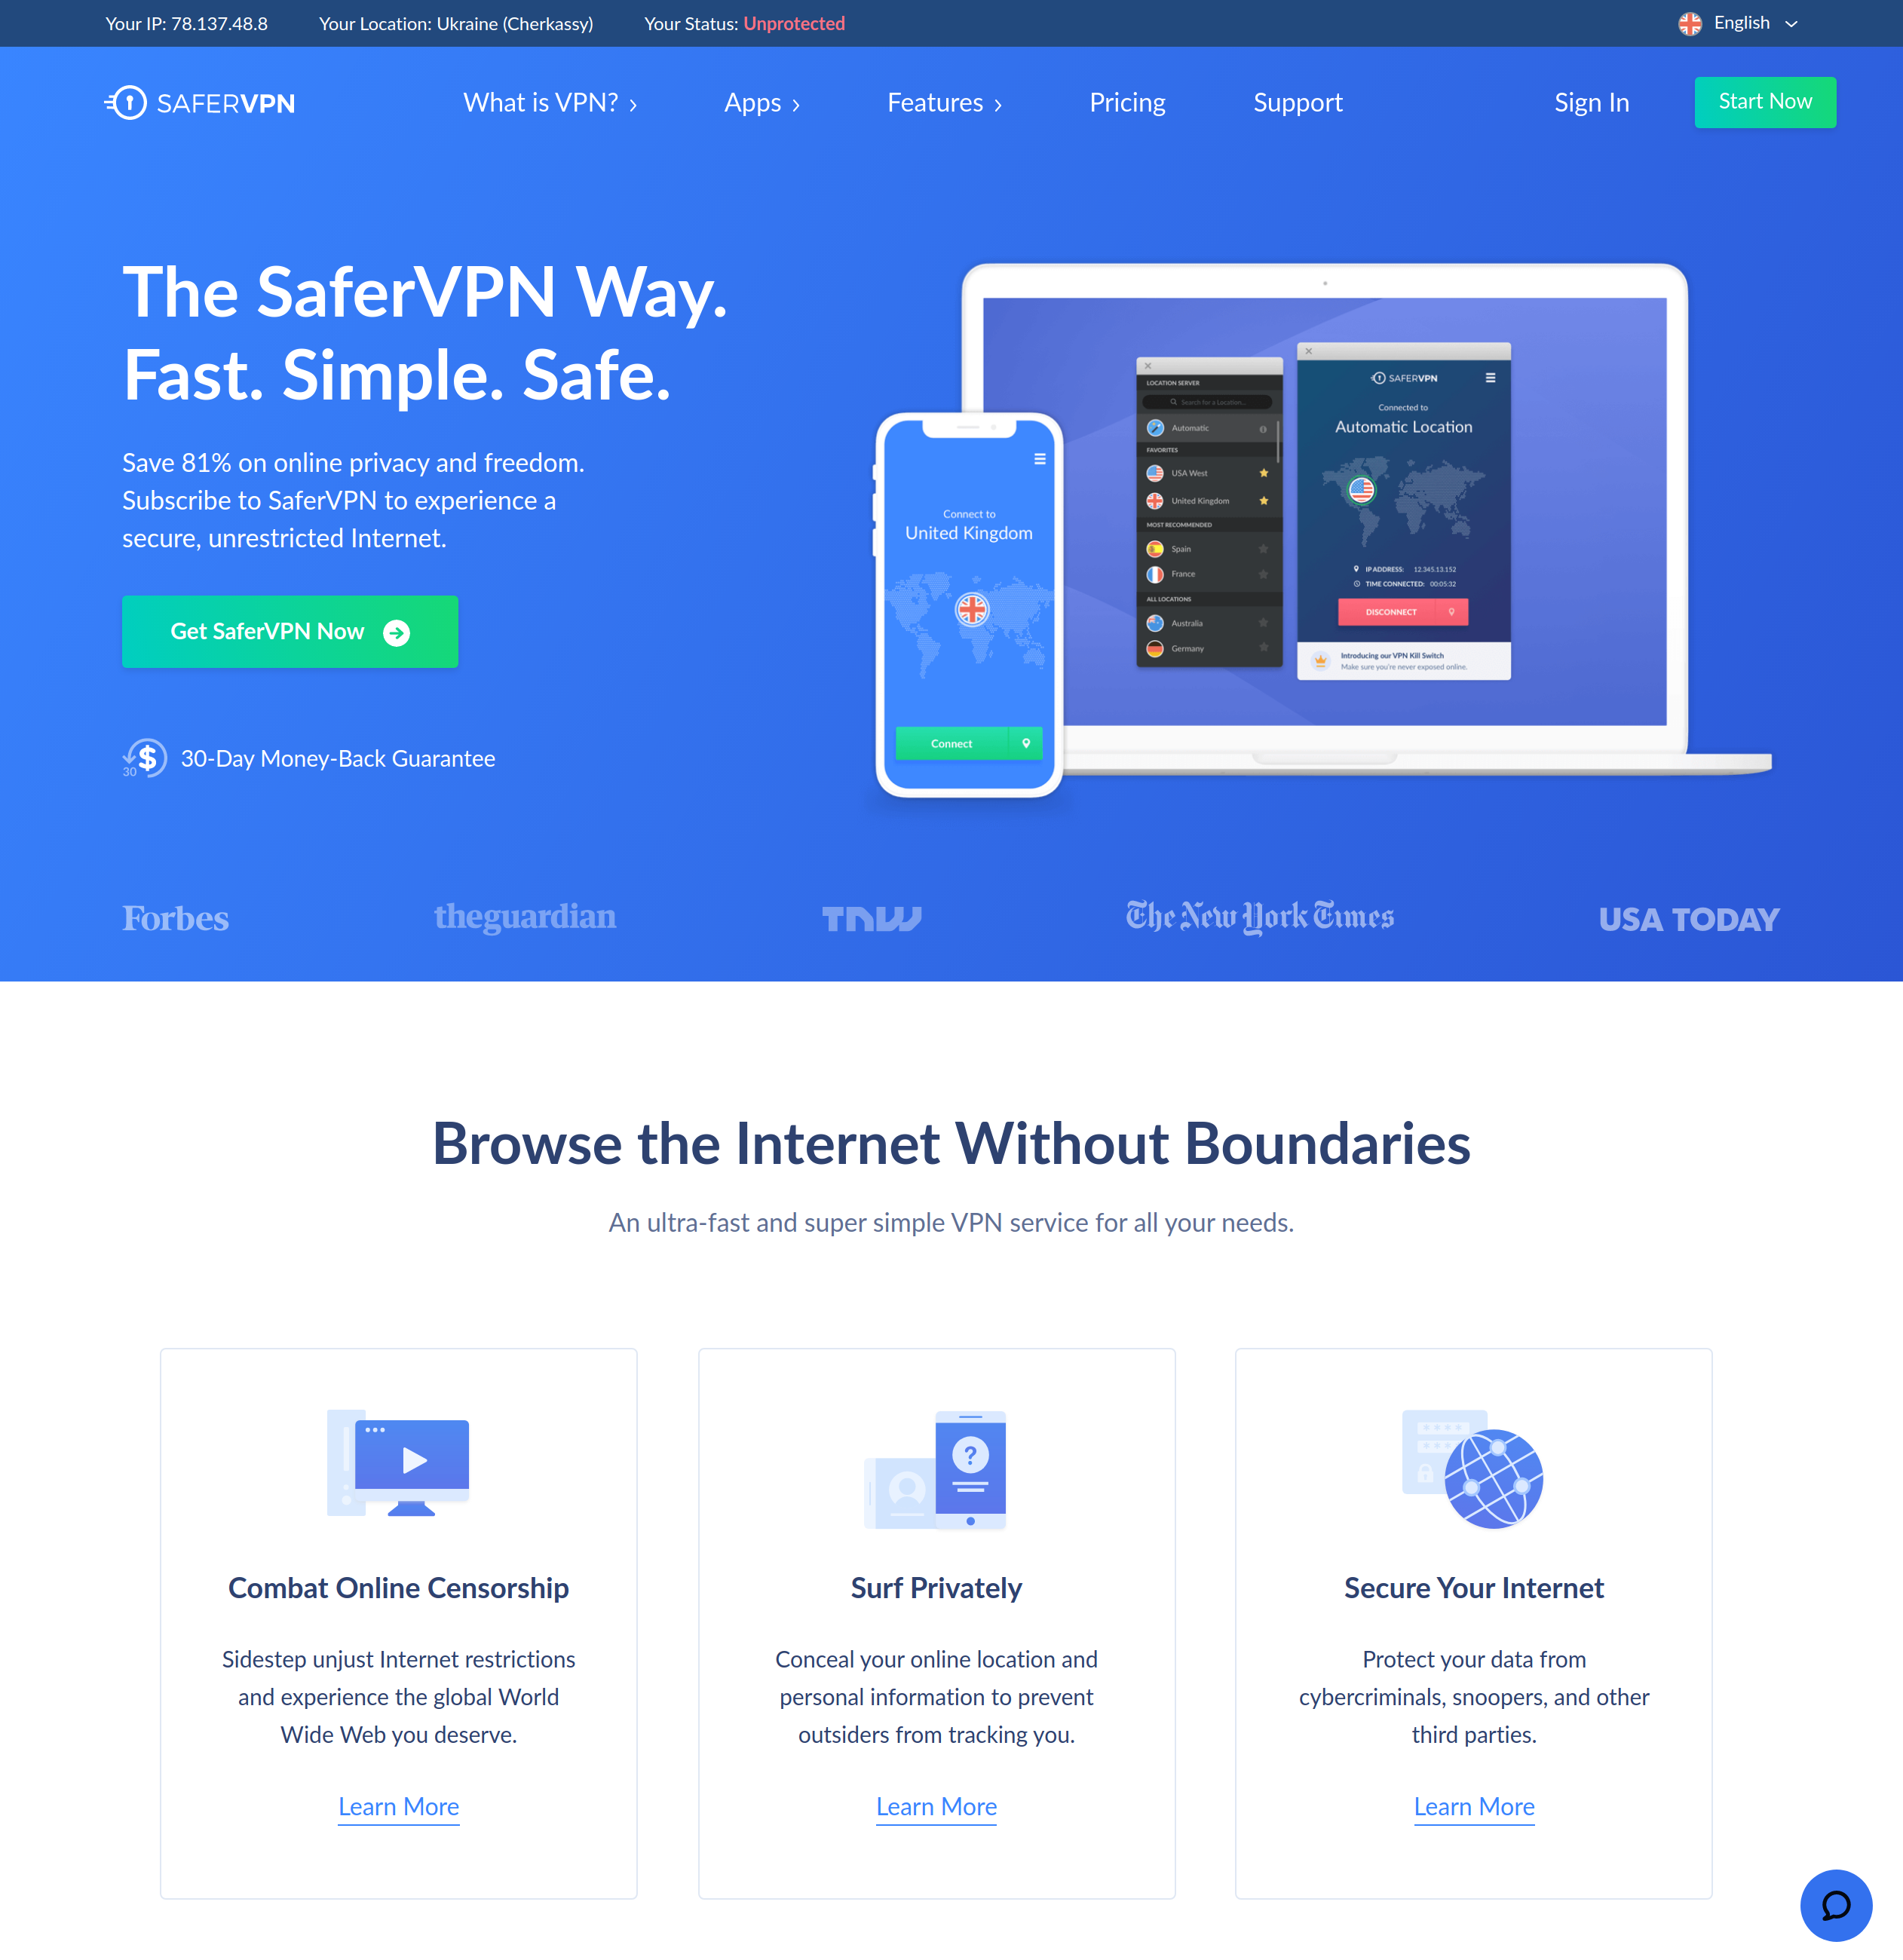 Your IP: 78.137.48.8 Your Location: Ukraine (Cherkassy) Your Status: Unprotected English
SAFERVPN What is VPN? Apps Features Pricing Support Sign In Start Now
The SaferVPN Way.
Fast. Simple. Safe.
Save 81% on online privacy and freedom.
Subscribe to SaferVPN to experience a
secure, unrestricted Internet.
Get SaferVPN Now
30
$
30-Day Money-Back Guarantee
Connect to
United Kingdom
Connect
LOCATION SERVER
Search for a Location...
Automatic
FAVORITES
USA West
United Kingdom
MOST RECOMMENDED
Spain
France
ALL LOCATIONS
Australia
Germany
SAFERVPN
Connected to
Automatic Location
IP ADDRESS: 12.345.13.152
TIME CONNECTED: 00:05:32
DISCONNECT
Introducing our VPN Kill Switch
Make sure you're never exposed online.
Forbes theguardian TNW The New York Times USA TODAY
Browse the Internet Without Boundaries
An ultra-fast and super simple VPN service for all your needs.
Combat Online Censorship
Sidestep unjust Internet restrictions
and experience the global World
Wide Web you deserve.
Learn More
?
Surf Privately
Conceal your online location and
personal information to prevent
outsiders from tracking you.
Learn More
Secure Your Internet
Protect your data from
cybercriminals, snoopers, and other
third parties.
Learn More